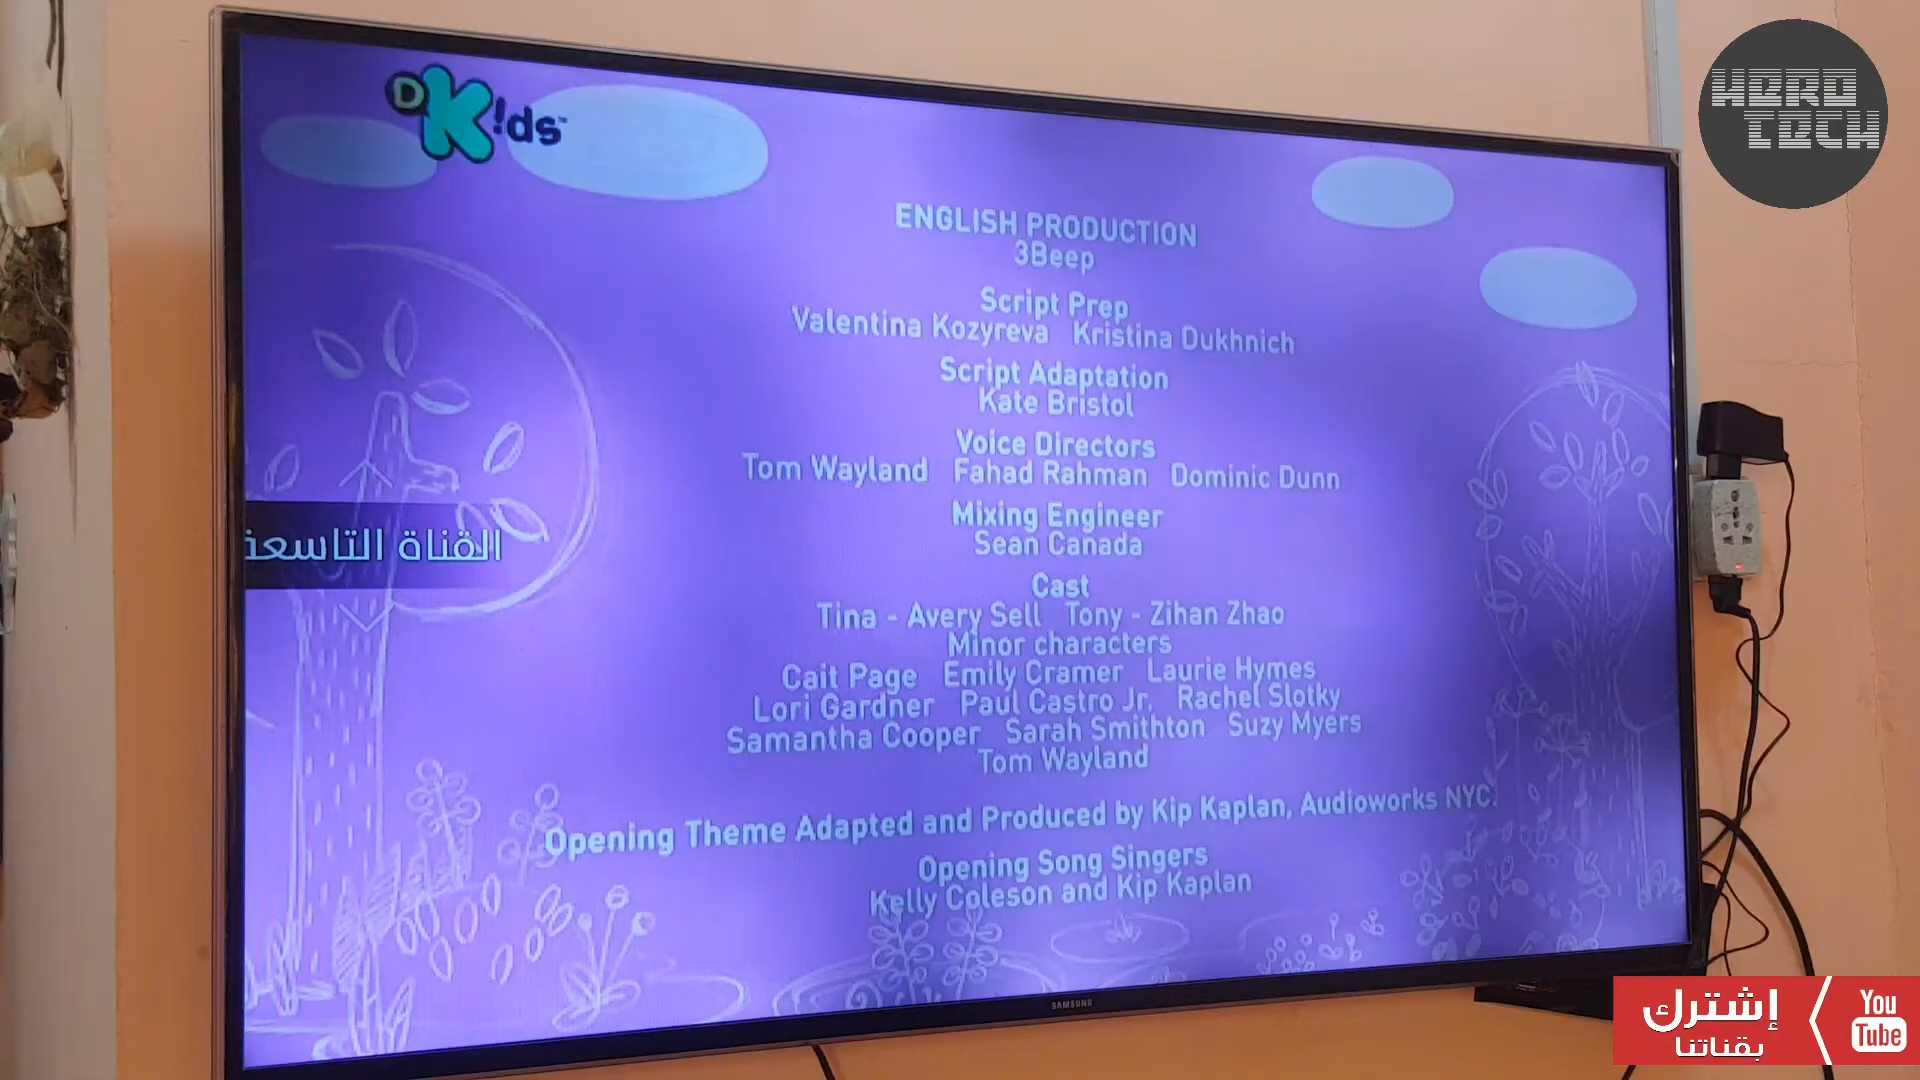 DK!ds™
HERO
TECH
ENGLISH PRODUCTION
3Beep
Script Prep
Valentina Kozyreva Kristina Dukhnich
Script Adaptation
Kate Bristol
Voice Directors
Tom Wayland Fahad Rahman Dominic Dunn
Mixing Engineer
Sean Canada
القناة التاسعة
Cast
Tina - Avery Sell Tony - Zihan Zhao
Minor characters
Cait Page Emily Cramer Laurie Hymes
Lori Gardner Paul Castro Jr. Rachel Slotky
Samantha Cooper Sarah Smithton Suzy Myers
Tom Wayland
Opening Theme Adapted and Produced by Kip Kaplan, Audioworks NYC.
Opening Song Singers
Kelly Coleson and Kip Kaplan
SAMSUNG
إشترك
بقناتنا
You
Tube